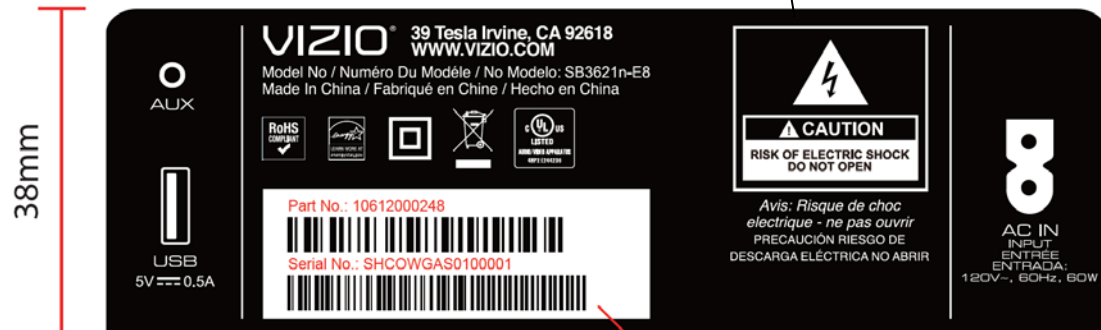 38mm
AUX
USB
5V 0.5A
VIZIO® 39 Tesla Irvine, CA 92618
WWW.VIZIO.COM
Model No / Numéro Du Modéle / No Modelo: SB3621n-E8
Made In China / Fabriqué en Chine / Hecho en China
RoHS
COMPLIANT
c UL US
LISTED
AUDIO/VIDEO APPARATUS
Part No.: 10612000248
Serial No.: SHCOWGAS0100001
CAUTION
RISK OF ELECTRIC SHOCK
DO NOT OPEN
Avis: Risque de choc
electrique - ne pas ouvrir
PRECAUCIÓN RIESGO DE
DESCARGA ELÉCTRICA NO ABRIR
AC IN
INPUT
ENTRÉE
ENTRADA:
120V~, 60Hz, 60W